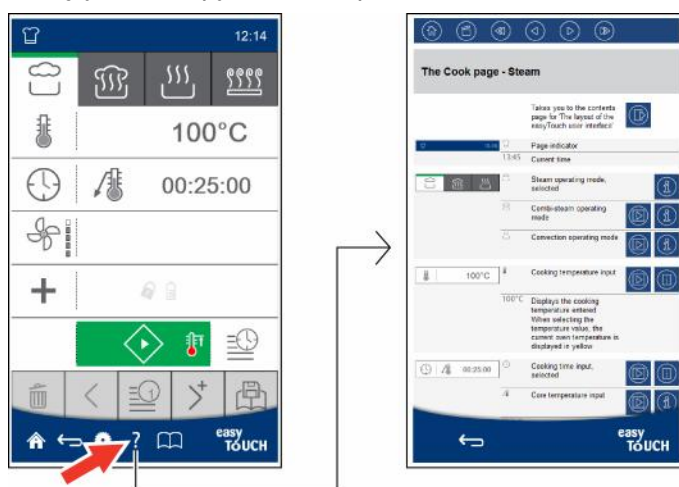 12:14
100°C
00:25:00
1
?
easy
TOUCH
The Cook page - Steam
Takes you to the contents
page for 'The layout of the
easyTouch user interface'
Page indicator
13:45 Current time
Steam operating mode,
selected
Combi-steam operating
mode
Convection operating mode
100°C Cooking temperature input
100°C Displays the cooking
temperature entered
When selecting the
temperature value, the
current oven temperature is
displayed in yellow
00:25:00 Cooking time input,
selected
Core temperature input
easy
TOUCH